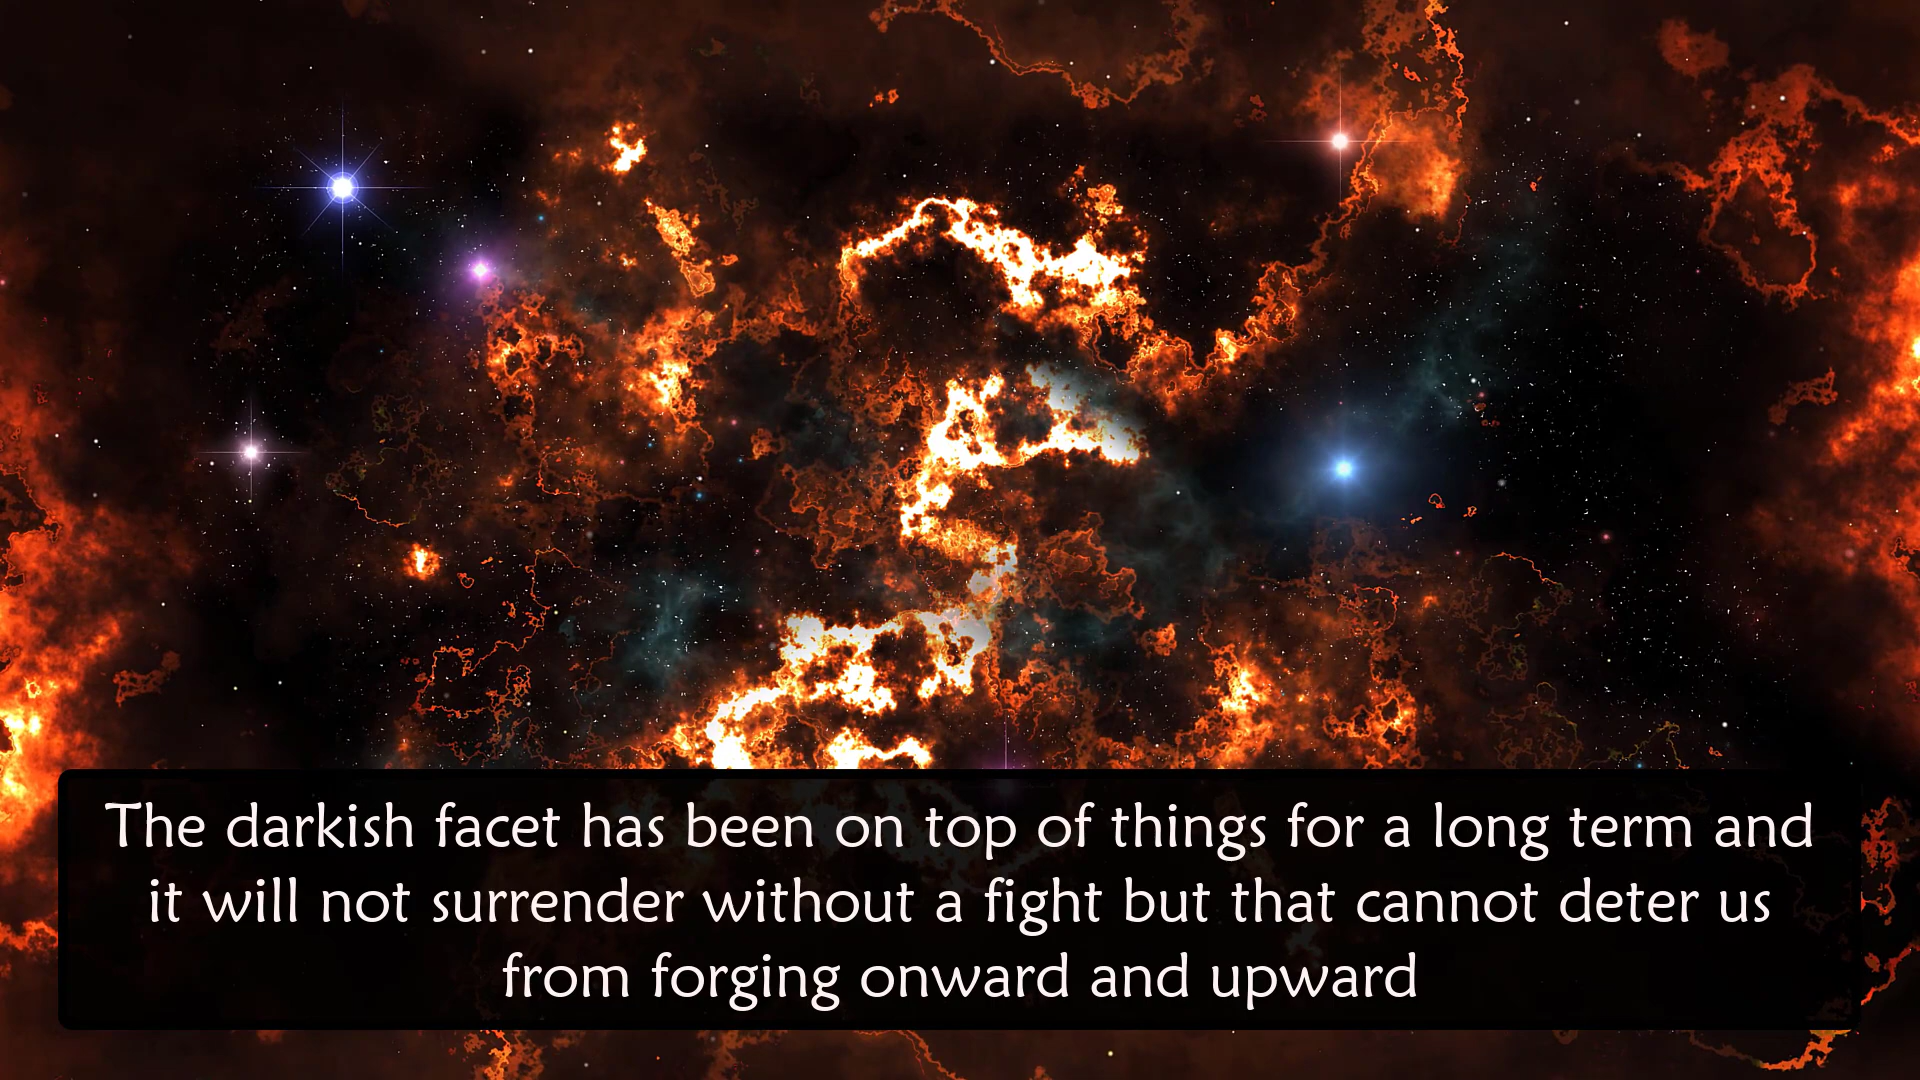 The darkish facet has been on top of things for a long term and
it will not surrender without a fight but that cannot deter us
from forging onward and upward